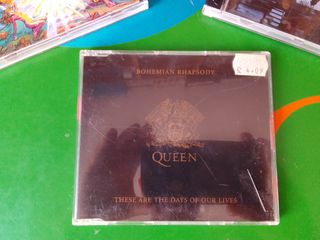 BOHEMIAN RHAPSODY
QUEEN
THESE ARE THE DAYS OF OUR LIVES